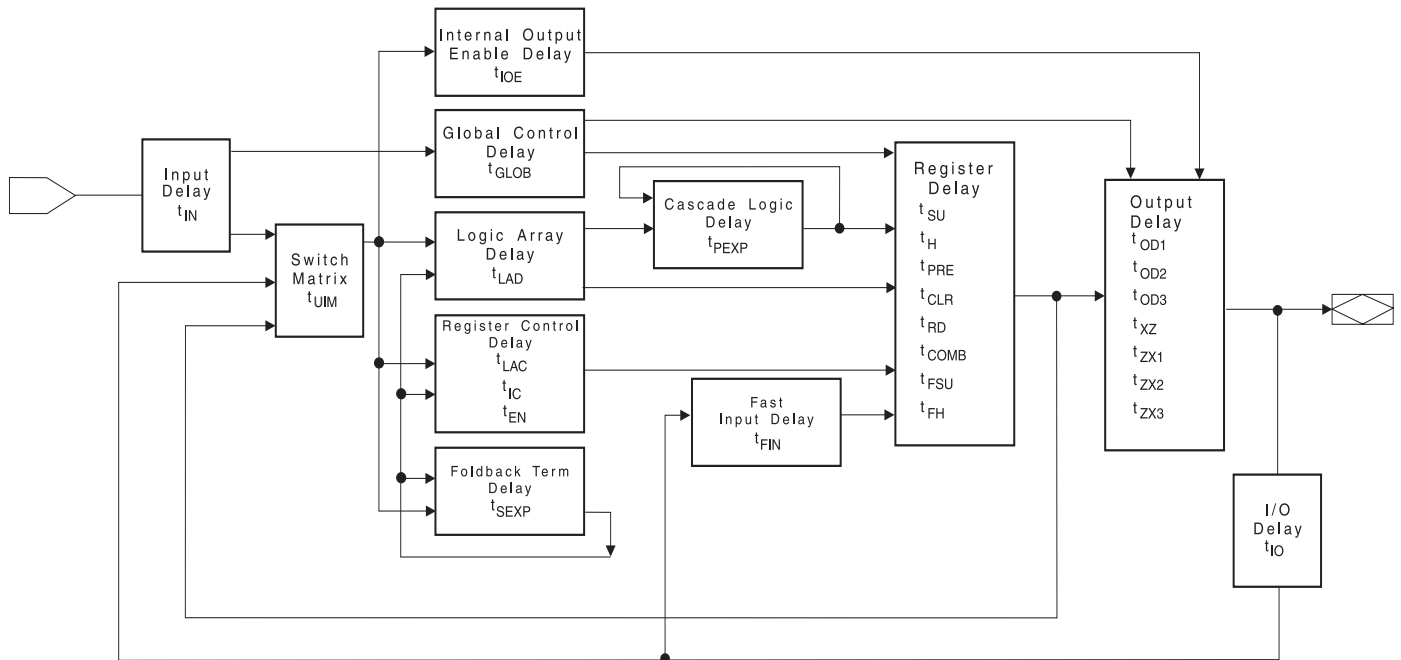 Input
Delay
tIN
Switch
Matrix
tUIM
Internal Output
Enable Delay
tIOE
Global Control
Delay
tGLOB
Logic Array
Delay
tLAD
Register Control
Delay
tLAC
tIC
tEN
Foldback Term
Delay
tSEXP
Cascade Logic
Delay
tPEXP
Fast
Input Delay
tFIN
Register
Delay
tSU
tH
tPRE
tCLR
tRD
tCOMB
tFSU
tFH
Output
Delay
tOD1
tOD2
tOD3
tXZ
tZX1
tZX2
tZX3
I/O
Delay
tIO